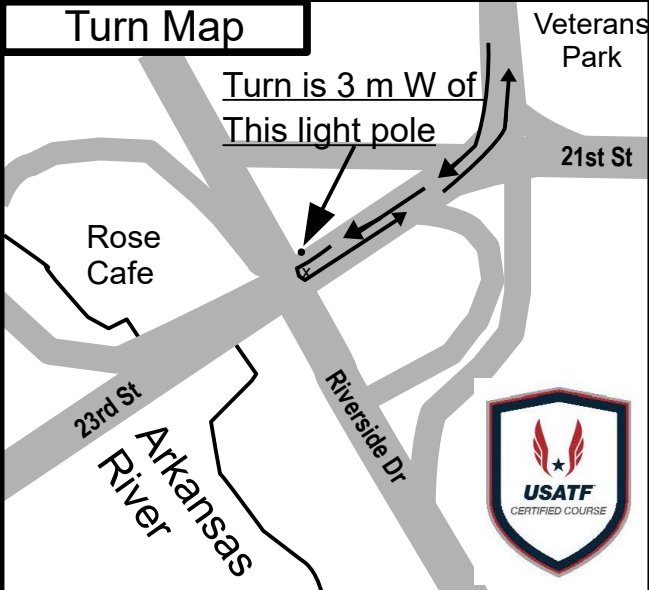 Turn Map
Veterans
Park
Turn is 3 m W of
This light pole
21st St
Rose
Cafe
x
23rd St
Riverside Dr
Arkansas
River
USATF
CERTIFIED COURSE